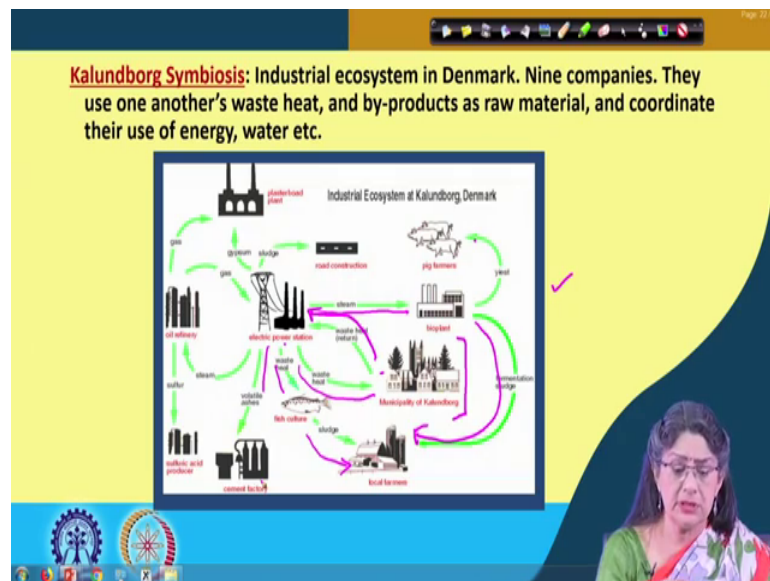 Page 22
Kalundborg Symbiosis: Industrial ecosystem in Denmark. Nine companies. They
use one another's waste heat, and by-products as raw material, and coordinate
their use of energy, water etc.
Industrial Ecosystem at Kalundborg, Denmark
plasterboard
plant
gas
gypsum
sludge
road construction
pig farmers
gas
yeast
steam
oil refinery
electric power station
waste heat
(return)
bioplant
sulfur
steam
waste
heat
waste
heat
volatile
ashes
fermentation
sludge
Municipality of Kalundborg
fish culture
sludge
sulfuric acid
producer
cement factory
local farmers